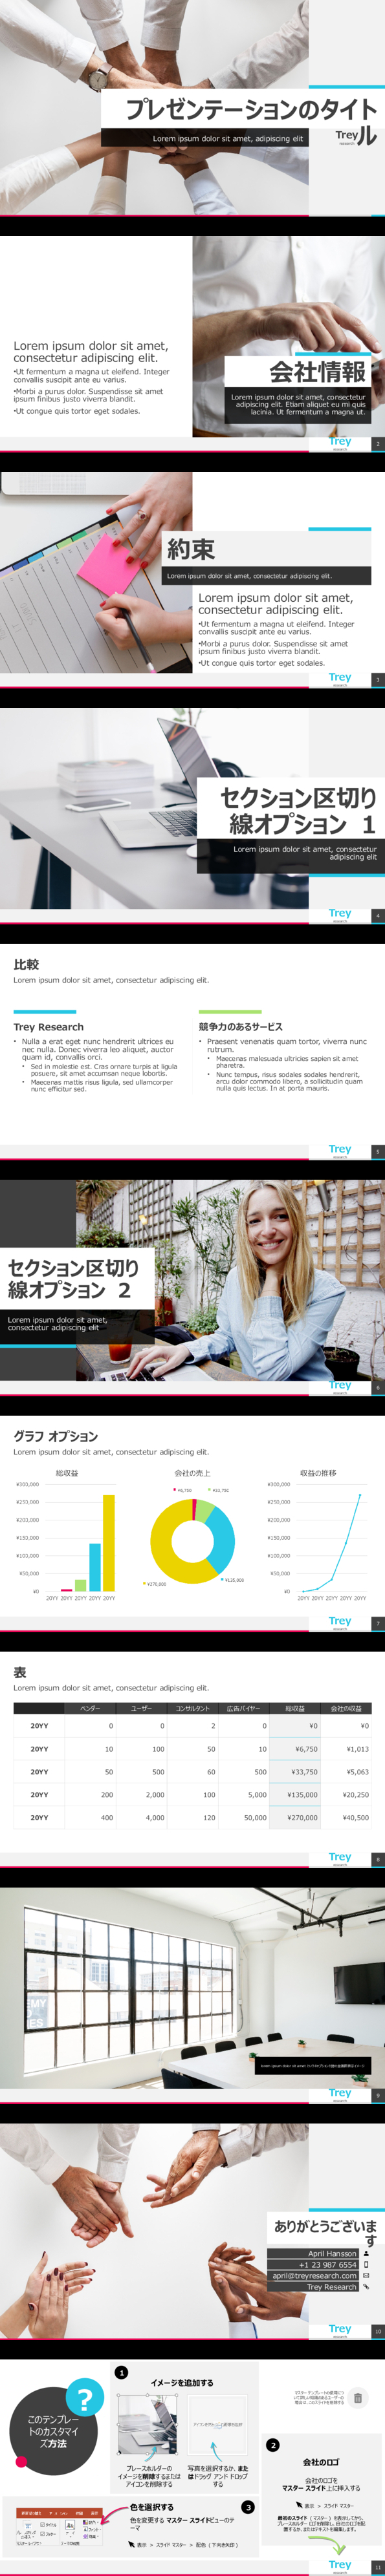 プレゼンテーションのタイト
ル
Lorem ipsum dolor sit amet, adipiscing elit
Trey
research
Lorem ipsum dolor sit amet,
consectetur adipiscing elit.
•Ut fermentum a magna ut eleifend. Integer
convallis suscipit ante eu varius.
•Morbi a purus dolor. Suspendisse sit amet
ipsum finibus justo viverra blandit.
•Ut congue quis tortor eget sodales.
会社情報
Lorem ipsum dolor sit amet, consectetur
adipiscing elit. Etiam aliquet eu mi quis
lacinia. Ut fermentum a magna ut.
Trey
research
2
約束
Lorem ipsum dolor sit amet, consectetur adipiscing elit.
Lorem ipsum dolor sit amet,
consectetur adipiscing elit.
•Ut fermentum a magna ut eleifend. Integer
convallis suscipit ante eu varius.
•Morbi a purus dolor. Suspendisse sit amet
ipsum finibus justo viverra blandit.
•Ut congue quis tortor eget sodales.
Trey
research
3
セクション区切り
線オプション 1
Lorem ipsum dolor sit amet, consectetur
adipiscing elit
Trey
research
4
比較
Lorem ipsum dolor sit amet, consectetur adipiscing elit.
Trey Research
• Nulla a erat eget nunc hendrerit ultrices eu
nec nulla. Donec viverra leo aliquet, auctor
quam id, convallis orci.
• Sed in molestie est. Cras ornare turpis at ligula
posuere, sit amet accumsan neque lobortis.
• Maecenas mattis risus ligula, sed ullamcorper
nunc efficitur sed.
競争力のあるサービス
• Praesent venenatis quam tortor, viverra nunc
rutrum.
• Maecenas malesuada ultricies sapien sit amet
pharetra.
• Nunc tempus, risus sodales sodales hendrerit,
arcu dolor commodo libero, a sollicitudin quam
nulla quis lectus. In at porta mauris.
Trey
research
5
セクション区切り
線オプション 2
Lorem ipsum dolor sit amet,
consectetur adipiscing elit
Trey
research
6
グラフ オプション
Lorem ipsum dolor sit amet, consectetur adipiscing elit.
総収益
¥300,000
¥250,000
¥200,000
¥150,000
¥100,000
¥50,000
¥0
20YY 20YY 20YY 20YY 20YY
会社の売上
¥6,750
¥33,750
¥135,000
¥270,000
収益の推移
¥300,000
¥250,000
¥200,000
¥150,000
¥100,000
¥50,000
¥0
20YY 20YY 20YY 20YY 20YY
Trey
research
7
表
Lorem ipsum dolor sit amet, consectetur adipiscing elit.
ベンダー ユーザー コンサルタント 広告バイヤー 総収益 会社の収益
20YY 0 0 2 0 ¥0 ¥0
20YY 10 100 50 10 ¥6,750 ¥1,013
20YY 50 500 60 500 ¥33,750 ¥5,063
20YY 200 2,000 100 5,000 ¥135,000 ¥20,250
20YY 400 4,000 120 50,000 ¥270,000 ¥40,500
Trey
research
8
Trey
research
9
ありがとうございま
す
April Hansson
+1 23 987 6554
april@treyresearch.com
Trey Research
Trey
research
10
このテンプレー
トのカスタマイ
ズ方法
?
1
イメージを追加する
プレースホルダーの
イメージを削除するまたは
アイコンを削除する
写真を選択するか、また
はドラッグ アンド ドロップ
する
2
会社のロゴ
会社のロゴを
マスター スライド上に挿入する
表示 > スライド マスター
3
色を選択する
色を変更する マスター スライドビューのテ
ーマ
表示 > スライド マスター > 配色 (下向き矢印)
Trey
research
11